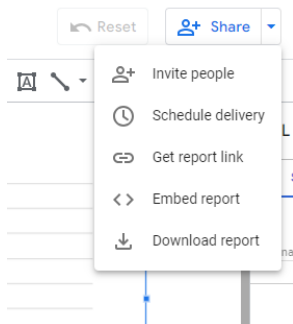 Reset
Share
A
Invite people
Schedule delivery
Get report link
Embed report
Download report